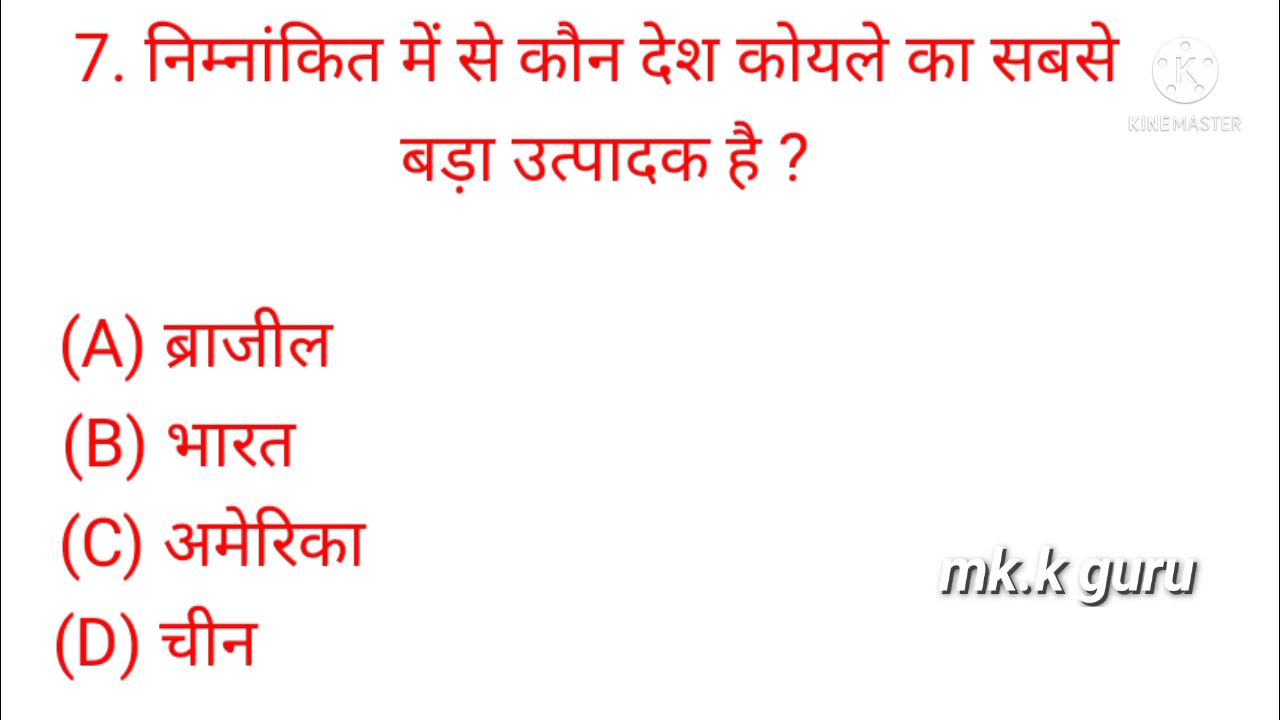 7. निम्नांकित में से कौन देश कोयले का सबसे
बड़ा उत्पादक है ?
K
KINEMASTER
(A) ब्राजील
(B) भारत
(C) अमेरिका
(D) चीन
mk.k guru